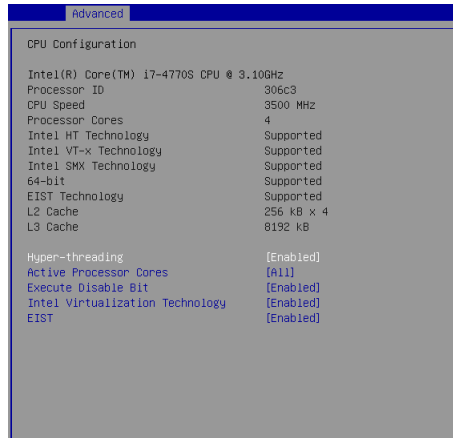 Advanced
CPU Configuration
Intel(R) Core(TM) i7-4770S CPU @ 3.10GHz
Processor ID 306c3
CPU Speed 3500 MHz
Processor Cores 4
Intel HT Technology Supported
Intel VT-x Technology Supported
Intel SMX Technology Supported
64-bit Supported
EIST Technology Supported
L2 Cache 256 kB x 4
L3 Cache 8192 kB
Hyper-threading [Enabled]
Active Processor Cores [All]
Execute Disable Bit [Enabled]
Intel Virtualization Technology [Enabled]
EIST [Enabled]